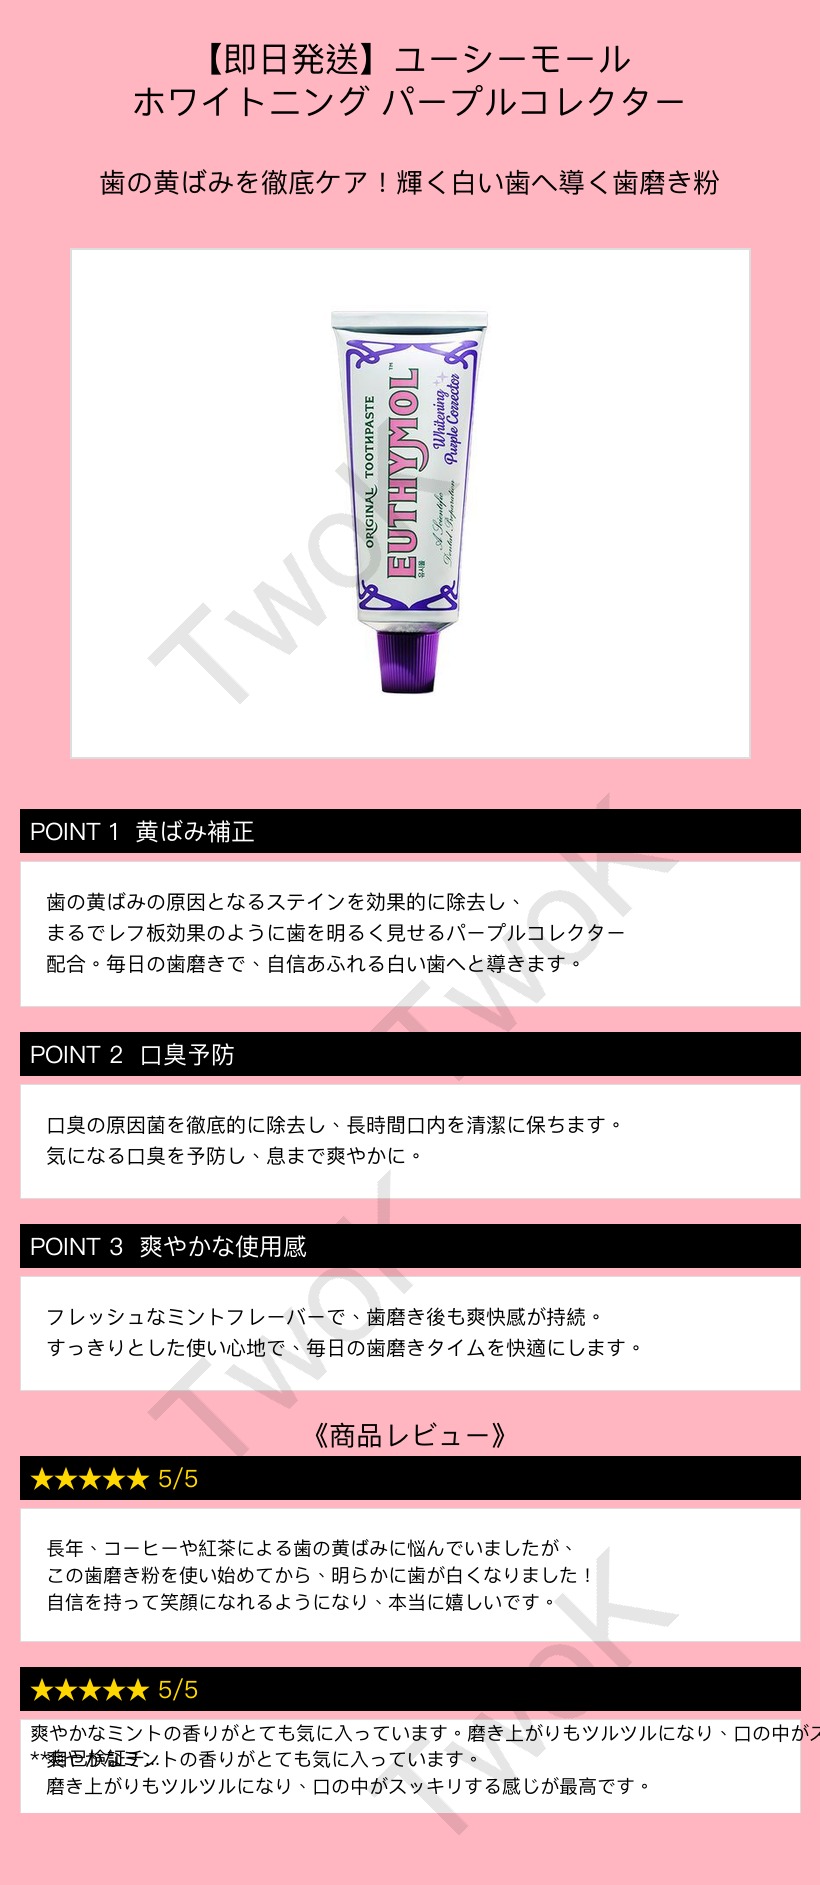 【即日発送】ユーシーモール
ホワイトニング パープルコレクター
歯の黄ばみを徹底ケア！輝く白い歯へ導く歯磨き粉
ORIGINAL TOOTHPASTE
EUTHYMOL™
유시몰
Whitening
Purple Corrector
A Scientific
Dental Preparation
TwoK
POINT 1 黄ばみ補正
歯の黄ばみの原因となるステインを効果的に除去し、
まるでレフ板効果のように歯を明るく見せるパープルコレクター
配合。毎日の歯磨きで、自信あふれる白い歯へと導きます。
TwoK
POINT 2 口臭予防
口臭の原因菌を徹底的に除去し、長時間口内を清潔に保ちます。
気になる口臭を予防し、息まで爽やかに。
POINT 3 爽やかな使用感
フレッシュなミントフレーバーで、歯磨き後も爽快感が持続。
すっきりとした使い心地で、毎日の歯磨きタイムを快適にします。
TwoK
《商品レビュー》
★★★★★ 5/5
長年、コーヒーや紅茶による歯の黄ばみに悩んでいましたが、
この歯磨き粉を使い始めてから、明らかに歯が白くなりました！
自信を持って笑顔になれるようになり、本当に嬉しいです。
★★★★★ 5/5
爽やかなミントの香りがとても気に入っています。磨き上がりもツルツルになり、口の中がス
爽やかなミントの香りがとても気に入っています。
磨き上がりもツルツルになり、口の中がスッキリする感じが最高です。
TwoK